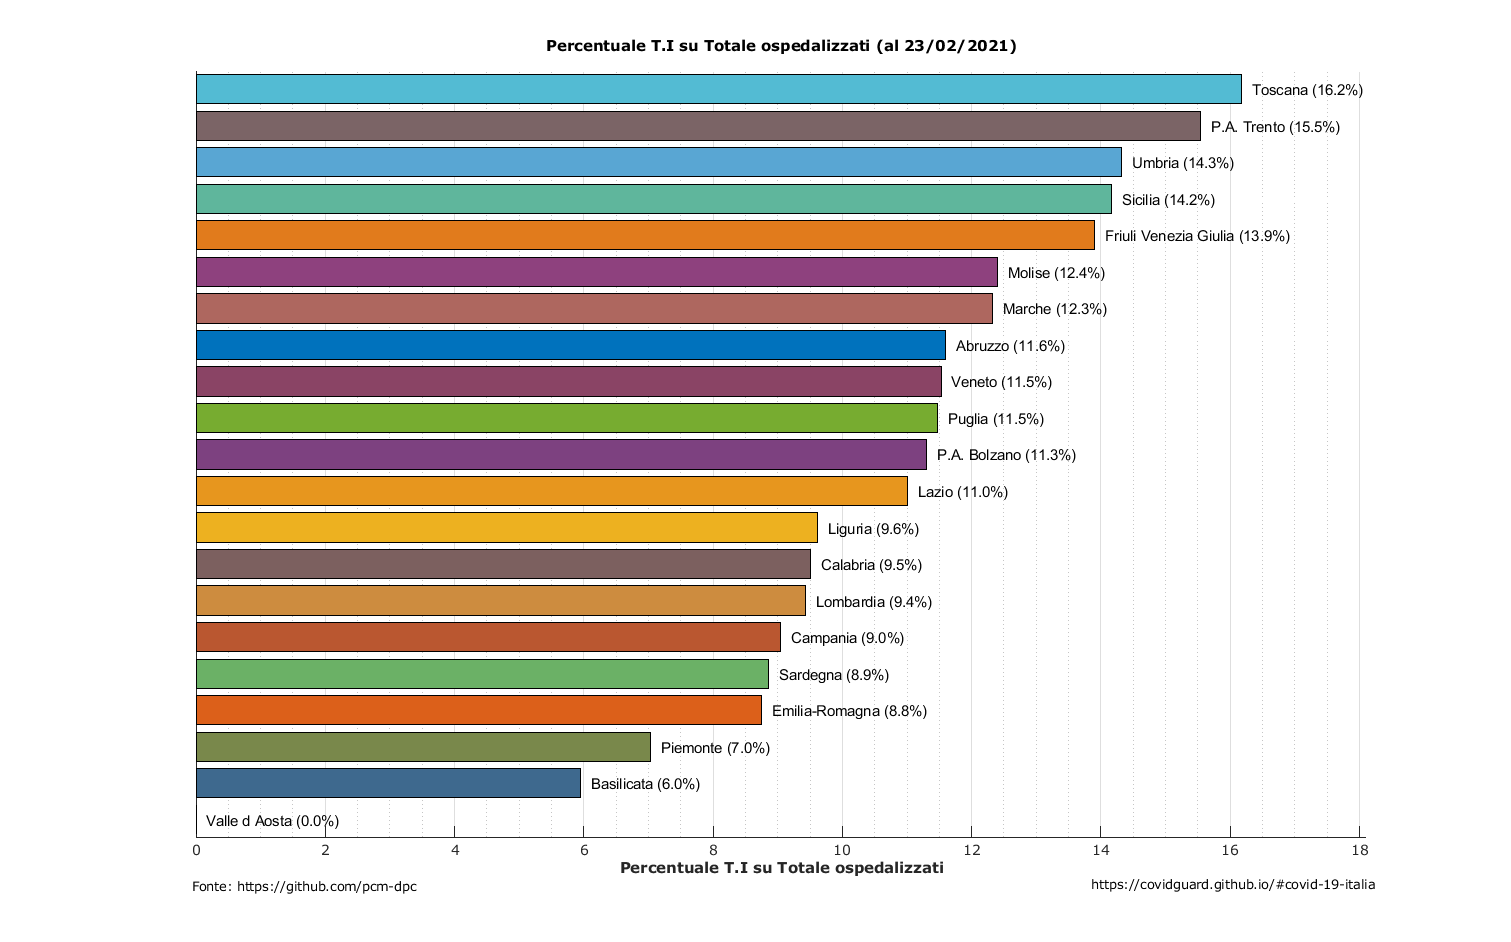 Percentuale T.I su Totale ospedalizzati (al 23/02/2021)
Toscana (16.2%)
P.A. Trento (15.5%)
Umbria (14.3%)
Sicilia (14.2%)
Friuli Venezia Giulia (13.9%)
Molise (12.4%)
Marche (12.3%)
Abruzzo (11.6%)
Veneto (11.5%)
Puglia (11.5%)
P.A. Bolzano (11.3%)
Lazio (11.0%)
Liguria (9.6%)
Calabria (9.5%)
Lombardia (9.4%)
Campania (9.0%)
Sardegna (8.9%)
Emilia-Romagna (8.8%)
Piemonte (7.0%)
Basilicata (6.0%)
Valle d Aosta (0.0%)
0 2 4 6 8 10 12 14 16 18
Percentuale T.I su Totale ospedalizzati
Fonte: https://github.com/pcm-dpc
https://covidguard.github.io/#covid-19-italia